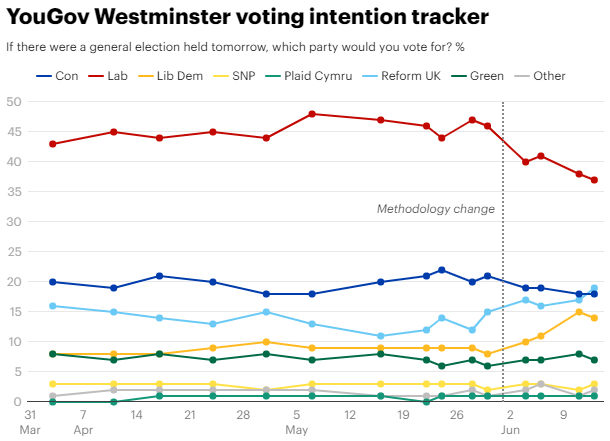 YouGov Westminster voting intention tracker
If there were a general election held tomorrow, which party would you vote for? %
Con Lab Lib Dem SNP Plaid Cymru Reform UK Green Other
50
45
40
35
Methodology change
30
25
20
15
10
5
0
31 7 14 21 28 5 12 19 26 2 9
Mar Apr May Jun